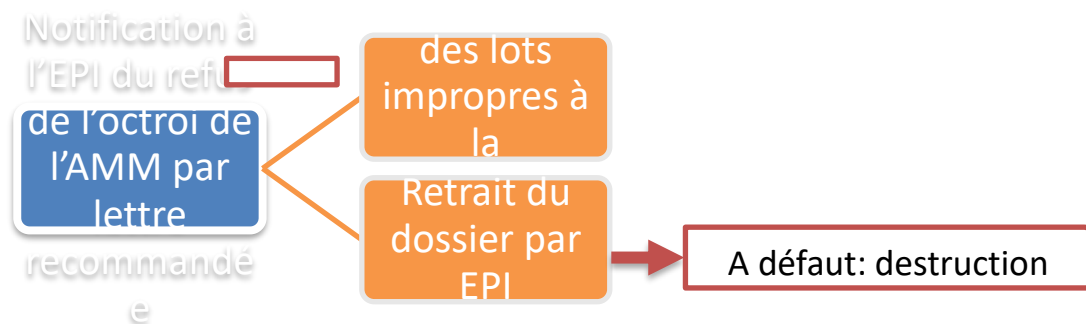 Notification à
l'EPI du refus
de l'octroi de
l'AMM par
lettre
recommandé
e
des lots
impropres à
la
Retrait du
dossier par
EPI
A défaut: destruction